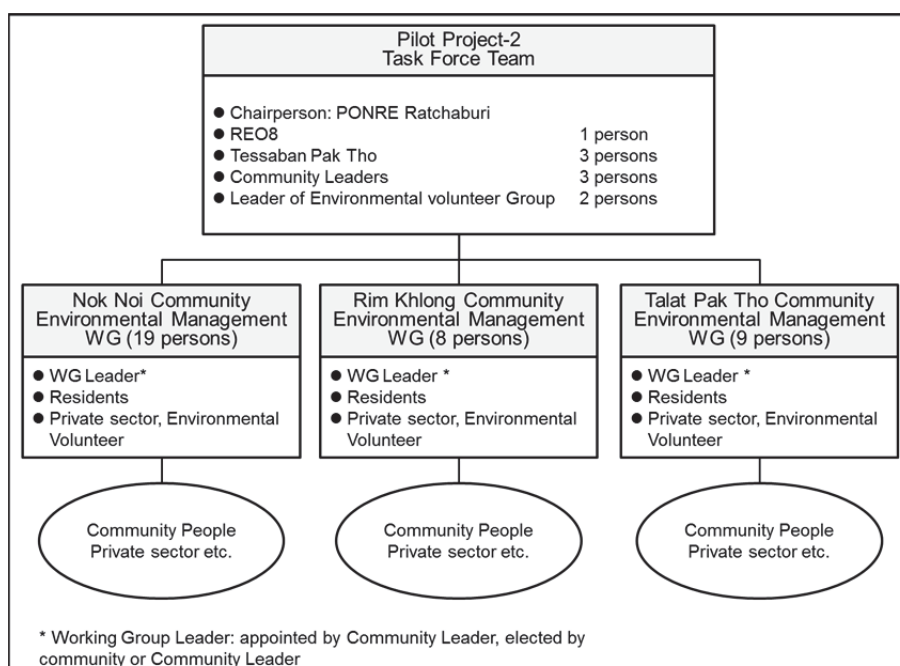 Pilot Project-2
Task Force Team
● Chairperson: PONRE Ratchaburi
● REO8 1 person
● Tessaban Pak Tho 3 persons
● Community Leaders 3 persons
● Leader of Environmental volunteer Group 2 persons
Nok Noi Community
Environmental Management
WG (19 persons)
● WG Leader*
● Residents
● Private sector, Environmental
Volunteer
Community People
Private sector etc.
Rim Khlong Community
Environmental Management
WG (8 persons)
● WG Leader *
● Residents
● Private sector, Environmental
Volunteer
Community People
Private sector etc.
Talat Pak Tho Community
Environmental Management
WG (9 persons)
● WG Leader *
● Residents
● Private sector, Environmental
Volunteer
Community People
Private sector etc.
* Working Group Leader: appointed by Community Leader, elected by
community or Community Leader